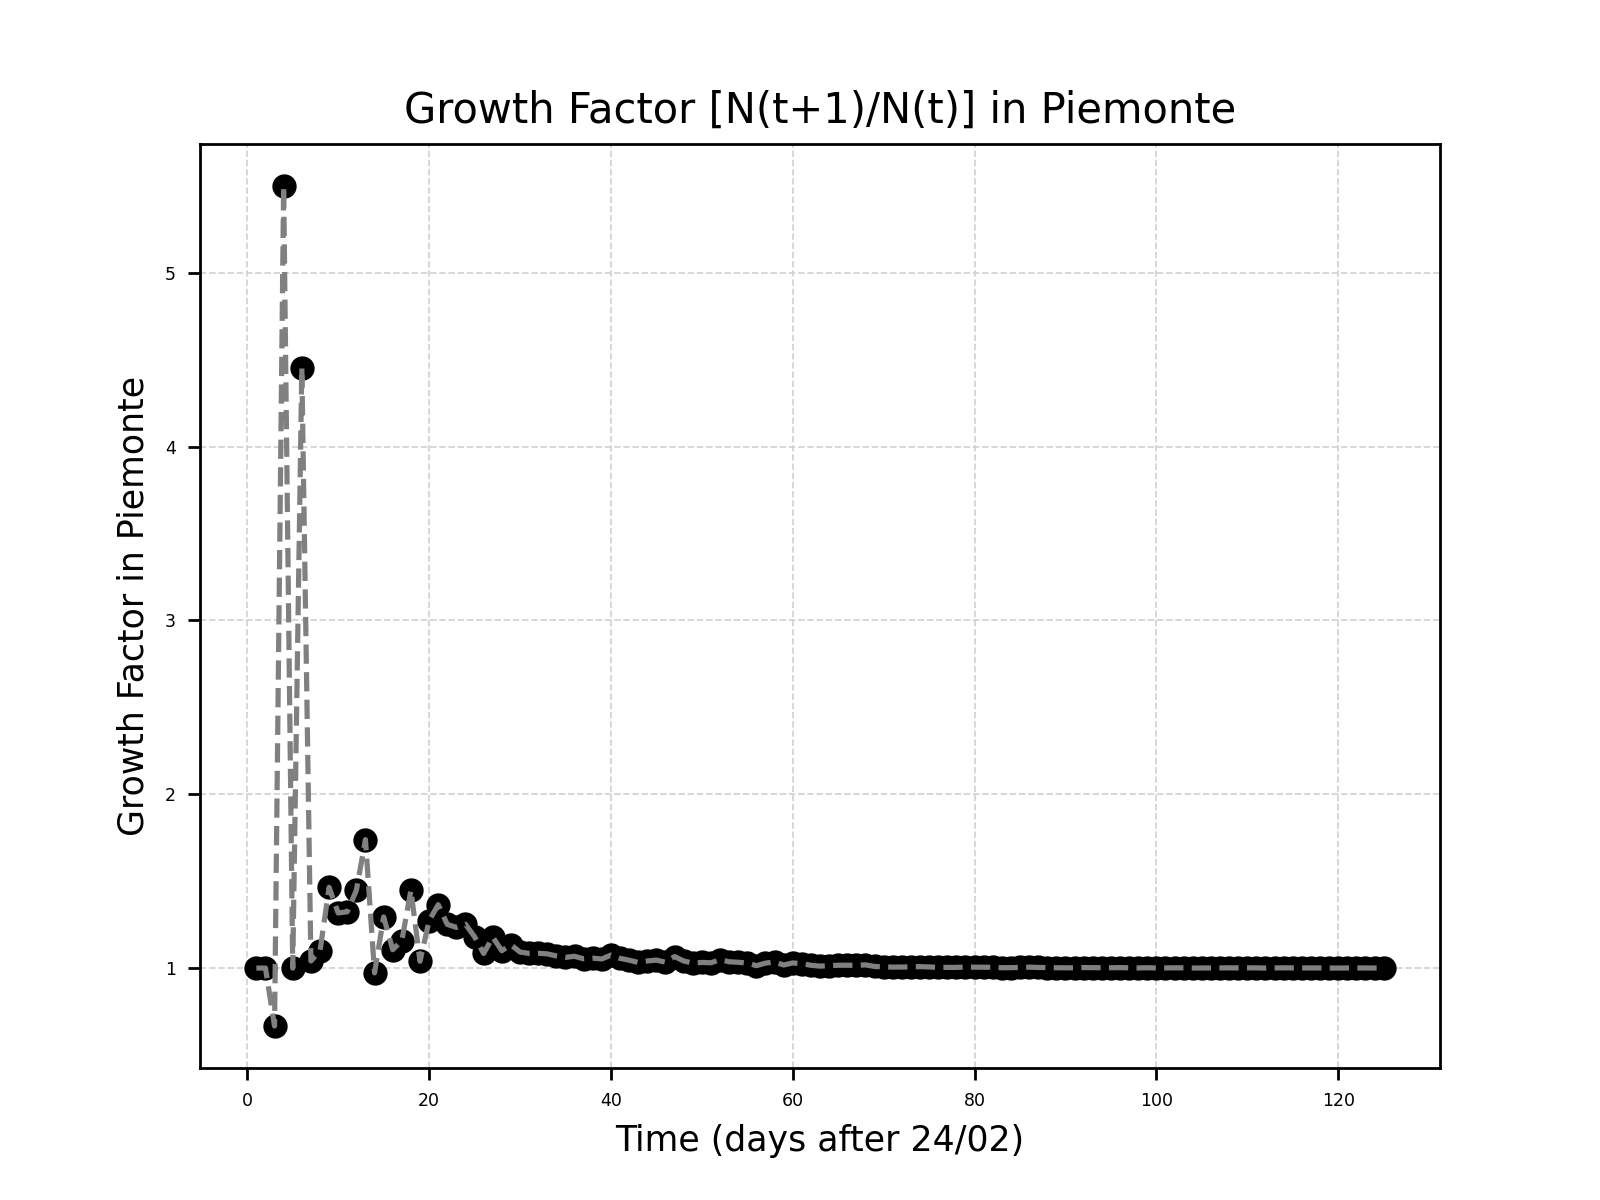 Growth Factor [N(t+1)/N(t)] in Piemonte
Growth Factor in Piemonte
5
4
3
2
1
0 20 40 60 80 100 120
Time (days after 24/02)